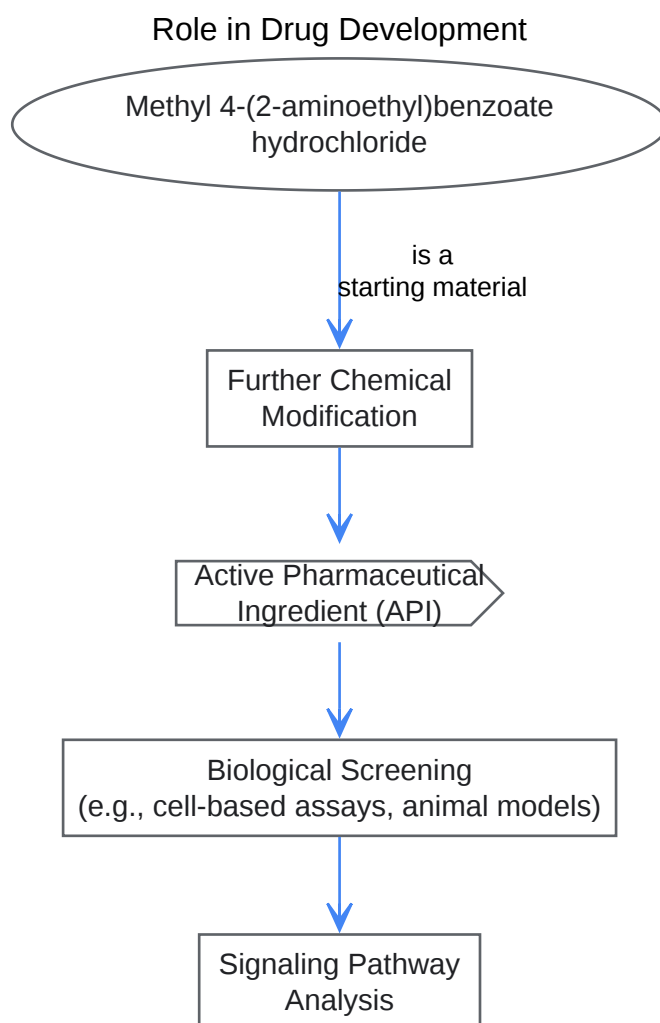 Role in Drug Development
Methyl 4-(2-aminoethyl)benzoate
hydrochloride
is a
starting material
Further Chemical
Modification
Active Pharmaceutical
Ingredient (API)
Biological Screening
(e.g., cell-based assays, animal models)
Signaling Pathway
Analysis